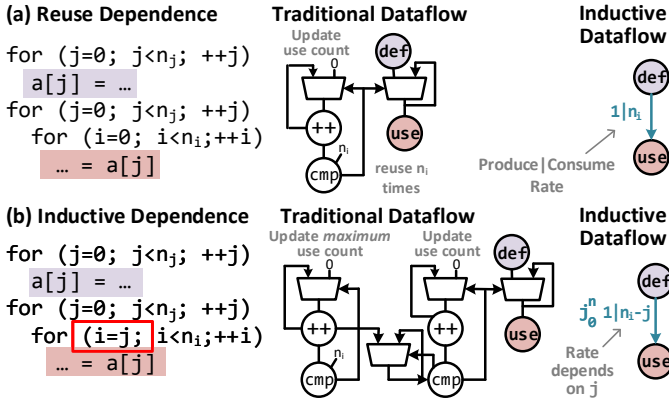 (a) Reuse Dependence
for (j=0; j<nj; ++j)
a[j] = …
for (j=0; j<nj; ++j)
for (i=0; i<ni;++i)
… = a[j]
Traditional Dataflow
Update
use count
0
def
++
cmp
ni
use
reuse ni
times
Inductive
Dataflow
def
1|ni
use
Produce|Consume
Rate
(b) Inductive Dependence
for (j=0; j<nj; ++j)
a[j] = …
for (j=0; j<nj; ++j)
for (i=j; i<ni;++i)
… = a[j]
Traditional Dataflow
Update maximum
use count
0
++
ni
cmp
Update
use count
0
++
cmp
def
use
Inductive
Dataflow
def
j0n 1|ni-j
use
Rate
depends
on j